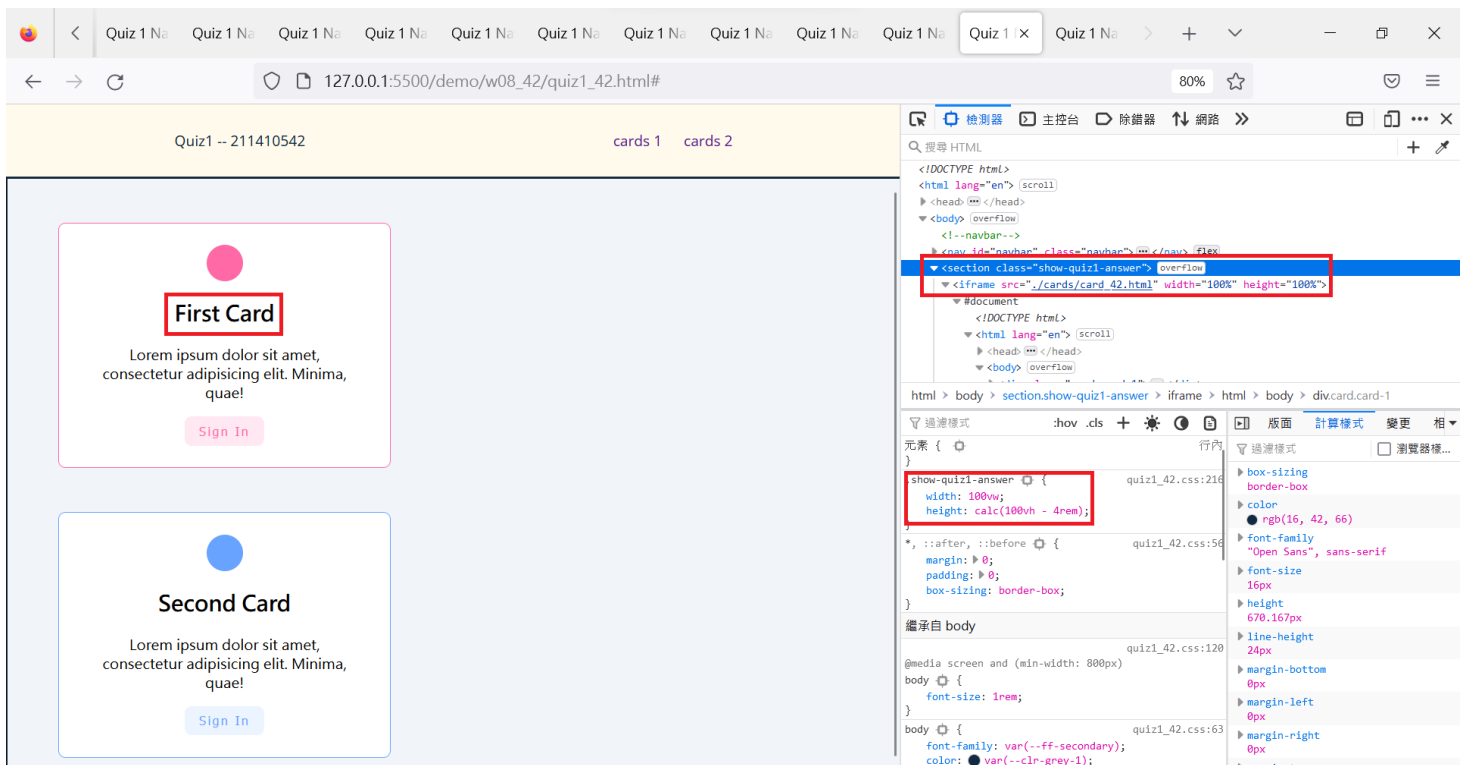 Quiz 1 Na
Quiz 1 Na
Quiz 1 Na
Quiz 1 Na
Quiz 1 Na
Quiz 1 Na
Quiz 1 Na
Quiz 1 Na
Quiz 1 Na
Quiz 1 Na
Quiz 1
Quiz 1 Na
127.0.0.1:5500/demo/w08_42/quiz1_42.html#
80%
Quiz1 -- 211410542
cards 1
cards 2
First Card
Lorem ipsum dolor sit amet,
consectetur adipisicing elit. Minima,
quae!
Sign In
Second Card
Lorem ipsum dolor sit amet,
consectetur adipisicing elit. Minima,
quae!
Sign In
檢測器
主控台
除錯器
網路
搜尋 HTML
<!DOCTYPE html>
<html lang="en"> scroll
<head> ••• </head>
<body> overflow
<!--navbar-->
<nav id="navbar" class="navbar"> ••• </nav> flex
<section class="show-quiz1-answer"> overflow
<iframe src="./cards/card_42.html" width="100%" height="100%">
#document
<!DOCTYPE html>
<html lang="en"> scroll
<head> ••• </head>
<body> overflow
html > body > section.show-quiz1-answer > iframe > html > body > div.card.card-1
過濾樣式
:hov .cls
元素 {
行內
}
.show-quiz1-answer {
quiz1_42.css:216
width: 100vw;
height: calc(100vh - 4rem);
}
*, ::after, ::before {
quiz1_42.css:56
margin: 0;
padding: 0;
box-sizing: border-box;
}
繼承自 body
quiz1_42.css:120
@media screen and (min-width: 800px)
body {
font-size: 1rem;
}
body {
quiz1_42.css:63
font-family: var(--ff-secondary);
color: var(--clr-grey-1);
版面
計算樣式
變更
相
過濾樣式
瀏覽器樣...
box-sizing
border-box
color
rgb(16, 42, 66)
font-family
"Open Sans", sans-serif
font-size
16px
height
670.167px
line-height
24px
margin-bottom
0px
margin-left
0px
margin-right
0px